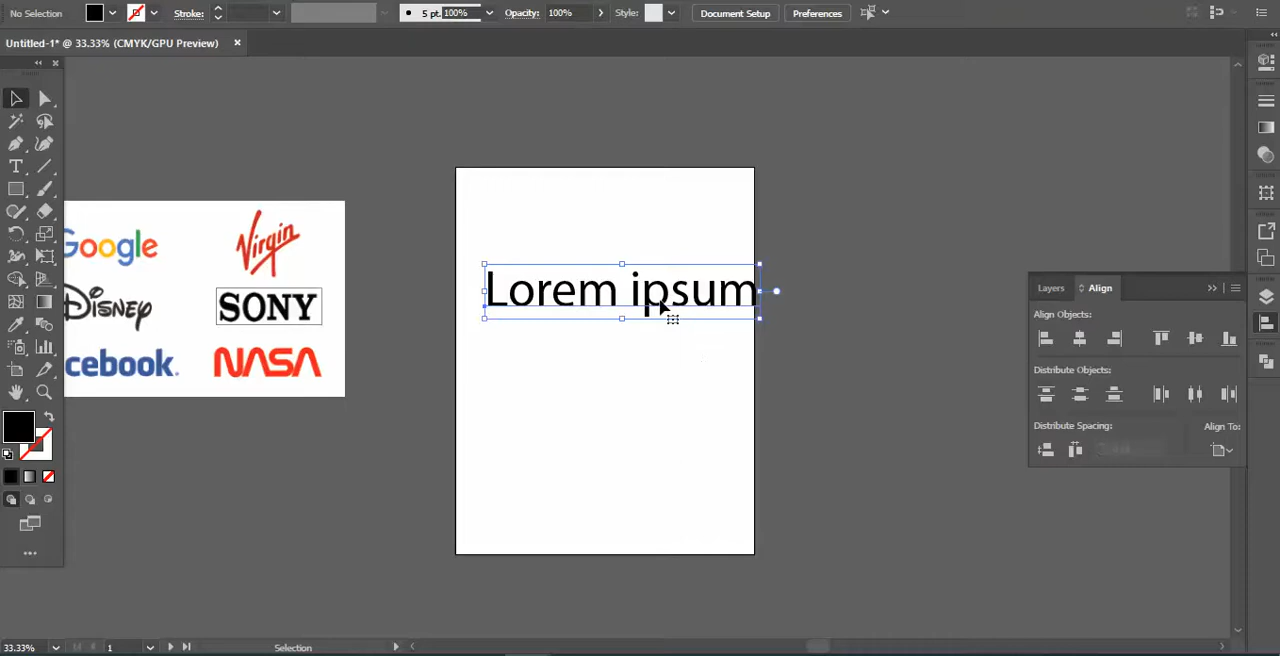 No Selection Stroke: 5 pt. 100% Opacity: 100% Style: Document Setup Preferences
Untitled-1* @ 33.33% (CMYK/GPU Preview) ×
Google Virgin
Disney SONY
cebook. NASA
Lorem ipsum
Layers Align
Align Objects:
Distribute Objects:
Distribute Spacing: Align To:
33.33% 1 Selection